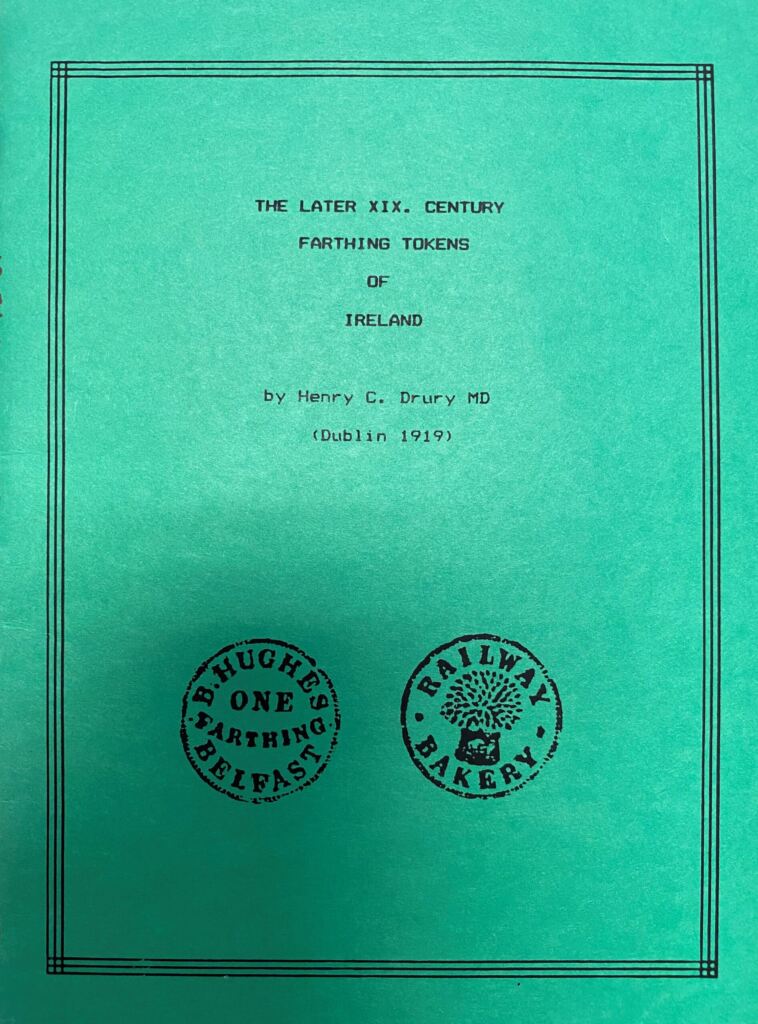 THE LATER XIX. CENTURY
FARTHING TOKENS
OF
IRELAND
by Henry C. Drury MD
(Dublin 1919)
B. HUGHES
ONE
FARTHING
BELFAST
RAILWAY
BAKERY